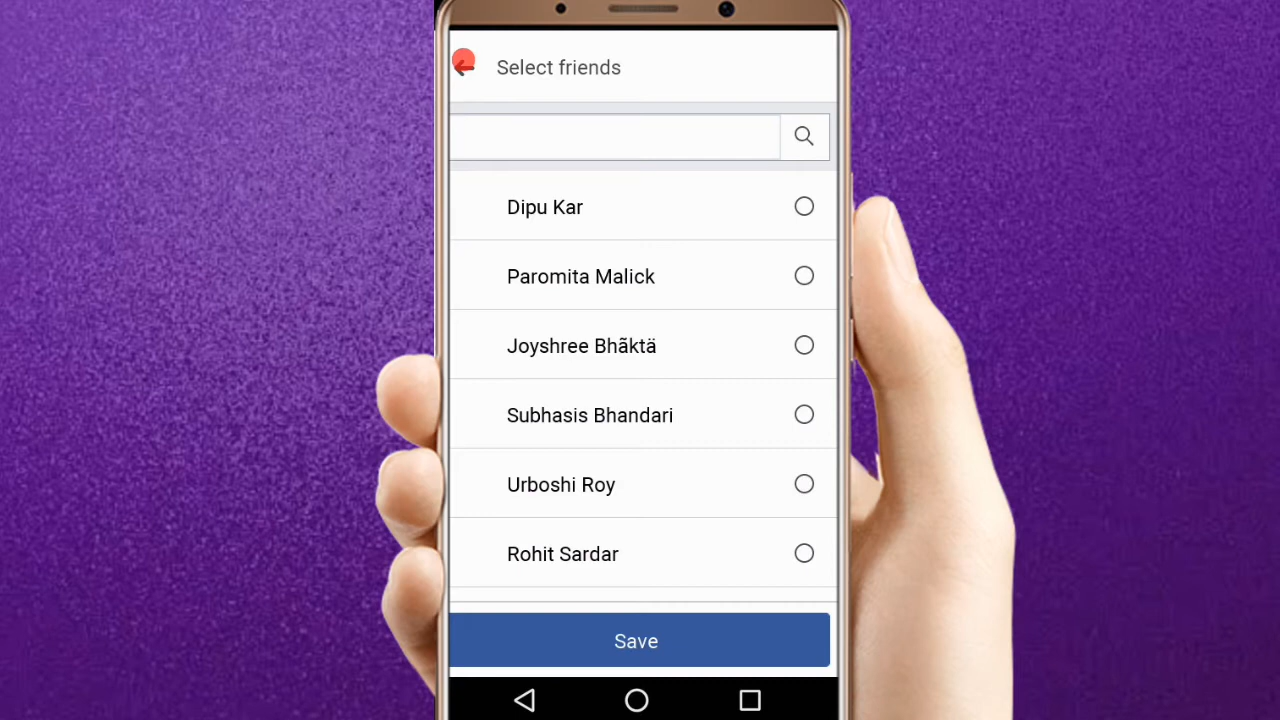 Select friends
Dipu Kar
Paromita Malick
Joyshree Bhãktä
Subhasis Bhandari
Urboshi Roy
Rohit Sardar
Save